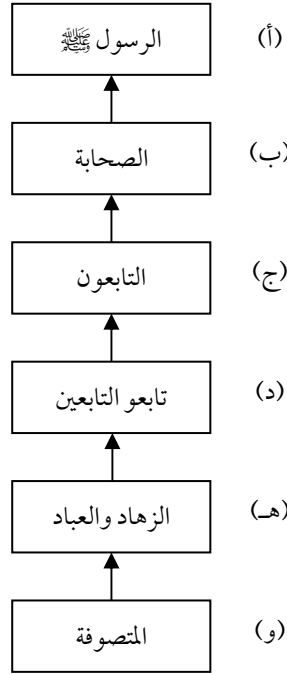 (أ) الرسول ﷺ
(ب) الصحابة
(ج) التابعون
(د) تابعو التابعين
(هـ) الزهاد والعباد
(و) المتصوفة